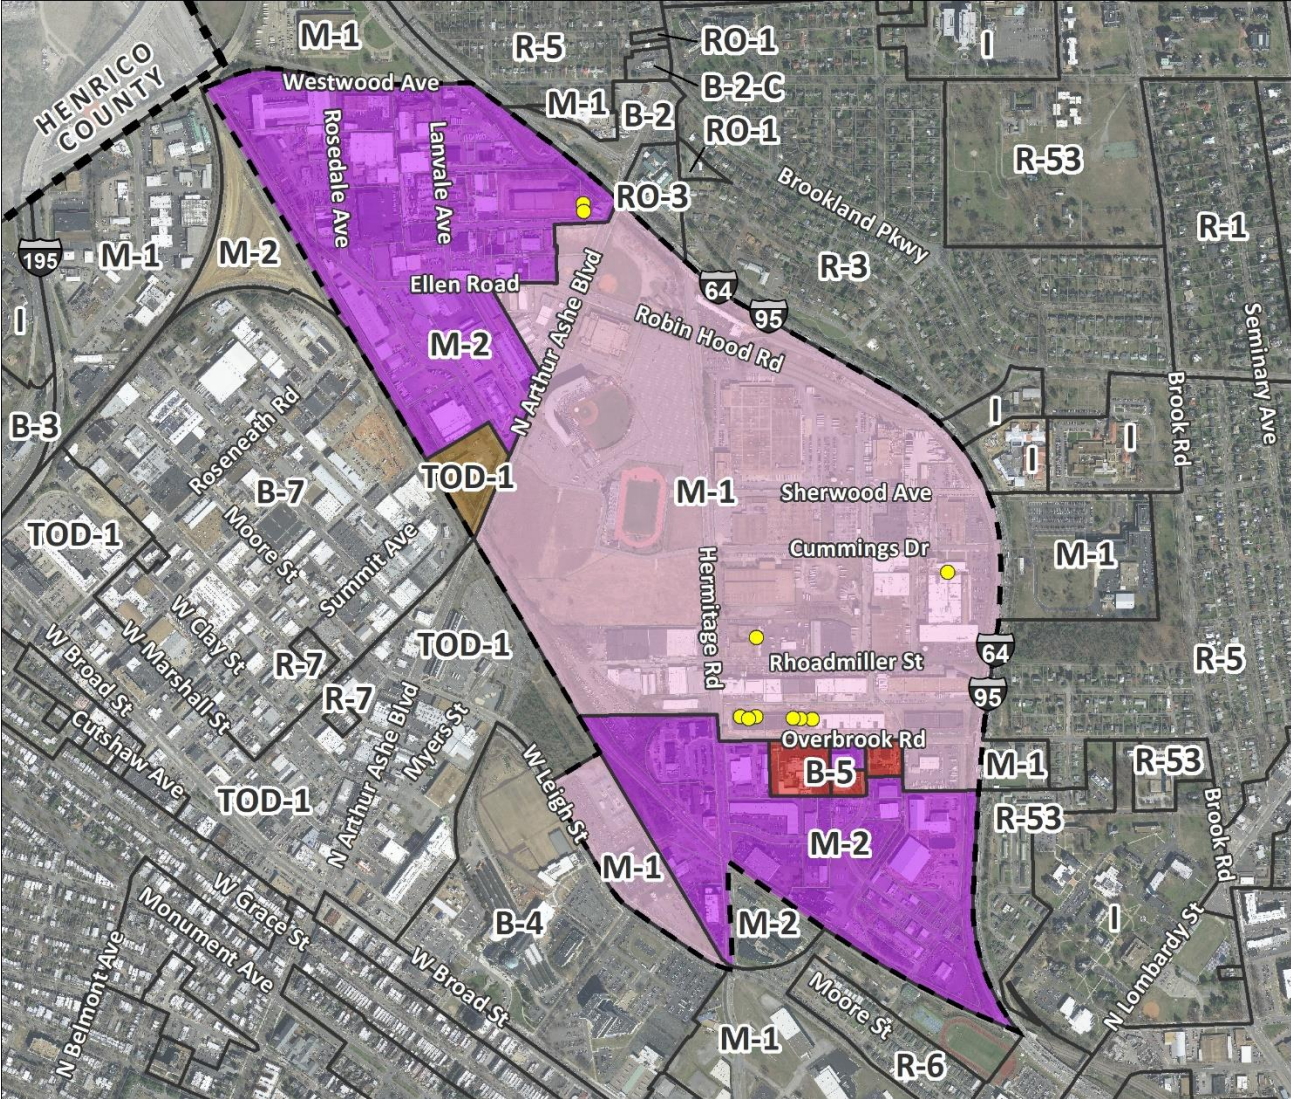 M-1
R-5
RO-1
I
HENRICO
COUNTY
Westwood Ave
B-2-C
M-1
B-2
RO-1
Rosedale Ave
Lanvale Ave
R-53
RO-3
Brookland Pkwy
R-1
195
M-1
M-2
R-3
Ellen Road
N Arthur Ashe Blvd
64
95
I
M-2
Robin Hood Rd
Seminary Ave
B-3
Roseneath Rd
I
Brook Rd
I
I
TOD-1
B-7
M-1
Sherwood Ave
TOD-1
Moore St
Summit Ave
Cummings Dr
M-1
Hermitage Rd
W Clay St
W Marshall St
W Broad St
R-7
TOD-1
Rhoadmiller St
64
R-5
R-7
95
Cutshaw Ave
N Arthur Ashe Blvd
Myers St
Overbrook Rd
M-1
R-53
B-5
TOD-1
W Leigh St
R-53
Brook Rd
M-2
M-1
W Grace St
Monument Ave
B-4
M-2
I
N Belmont Ave
W Broad St
Moore St
N Lombardy St
M-1
R-6